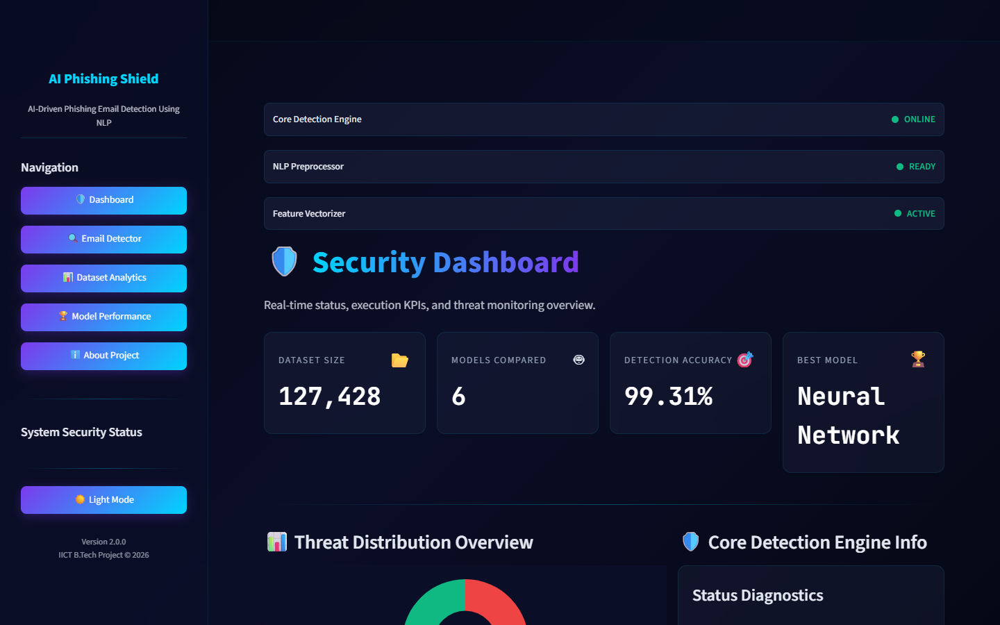 AI Phishing Shield
AI-Driven Phishing Email Detection Using
NLP
Navigation
Dashboard
Email Detector
Dataset Analytics
Model Performance
About Project
System Security Status
Light Mode
Version 2.0.0
IICT B.Tech Project © 2026
Core Detection Engine ONLINE
NLP Preprocessor READY
Feature Vectorizer ACTIVE
Security Dashboard
Real-time status, execution KPIs, and threat monitoring overview.
DATASET SIZE
127,428
MODELS COMPARED
6
DETECTION ACCURACY
99.31%
BEST MODEL
Neural
Network
Threat Distribution Overview
Core Detection Engine Info
Status Diagnostics